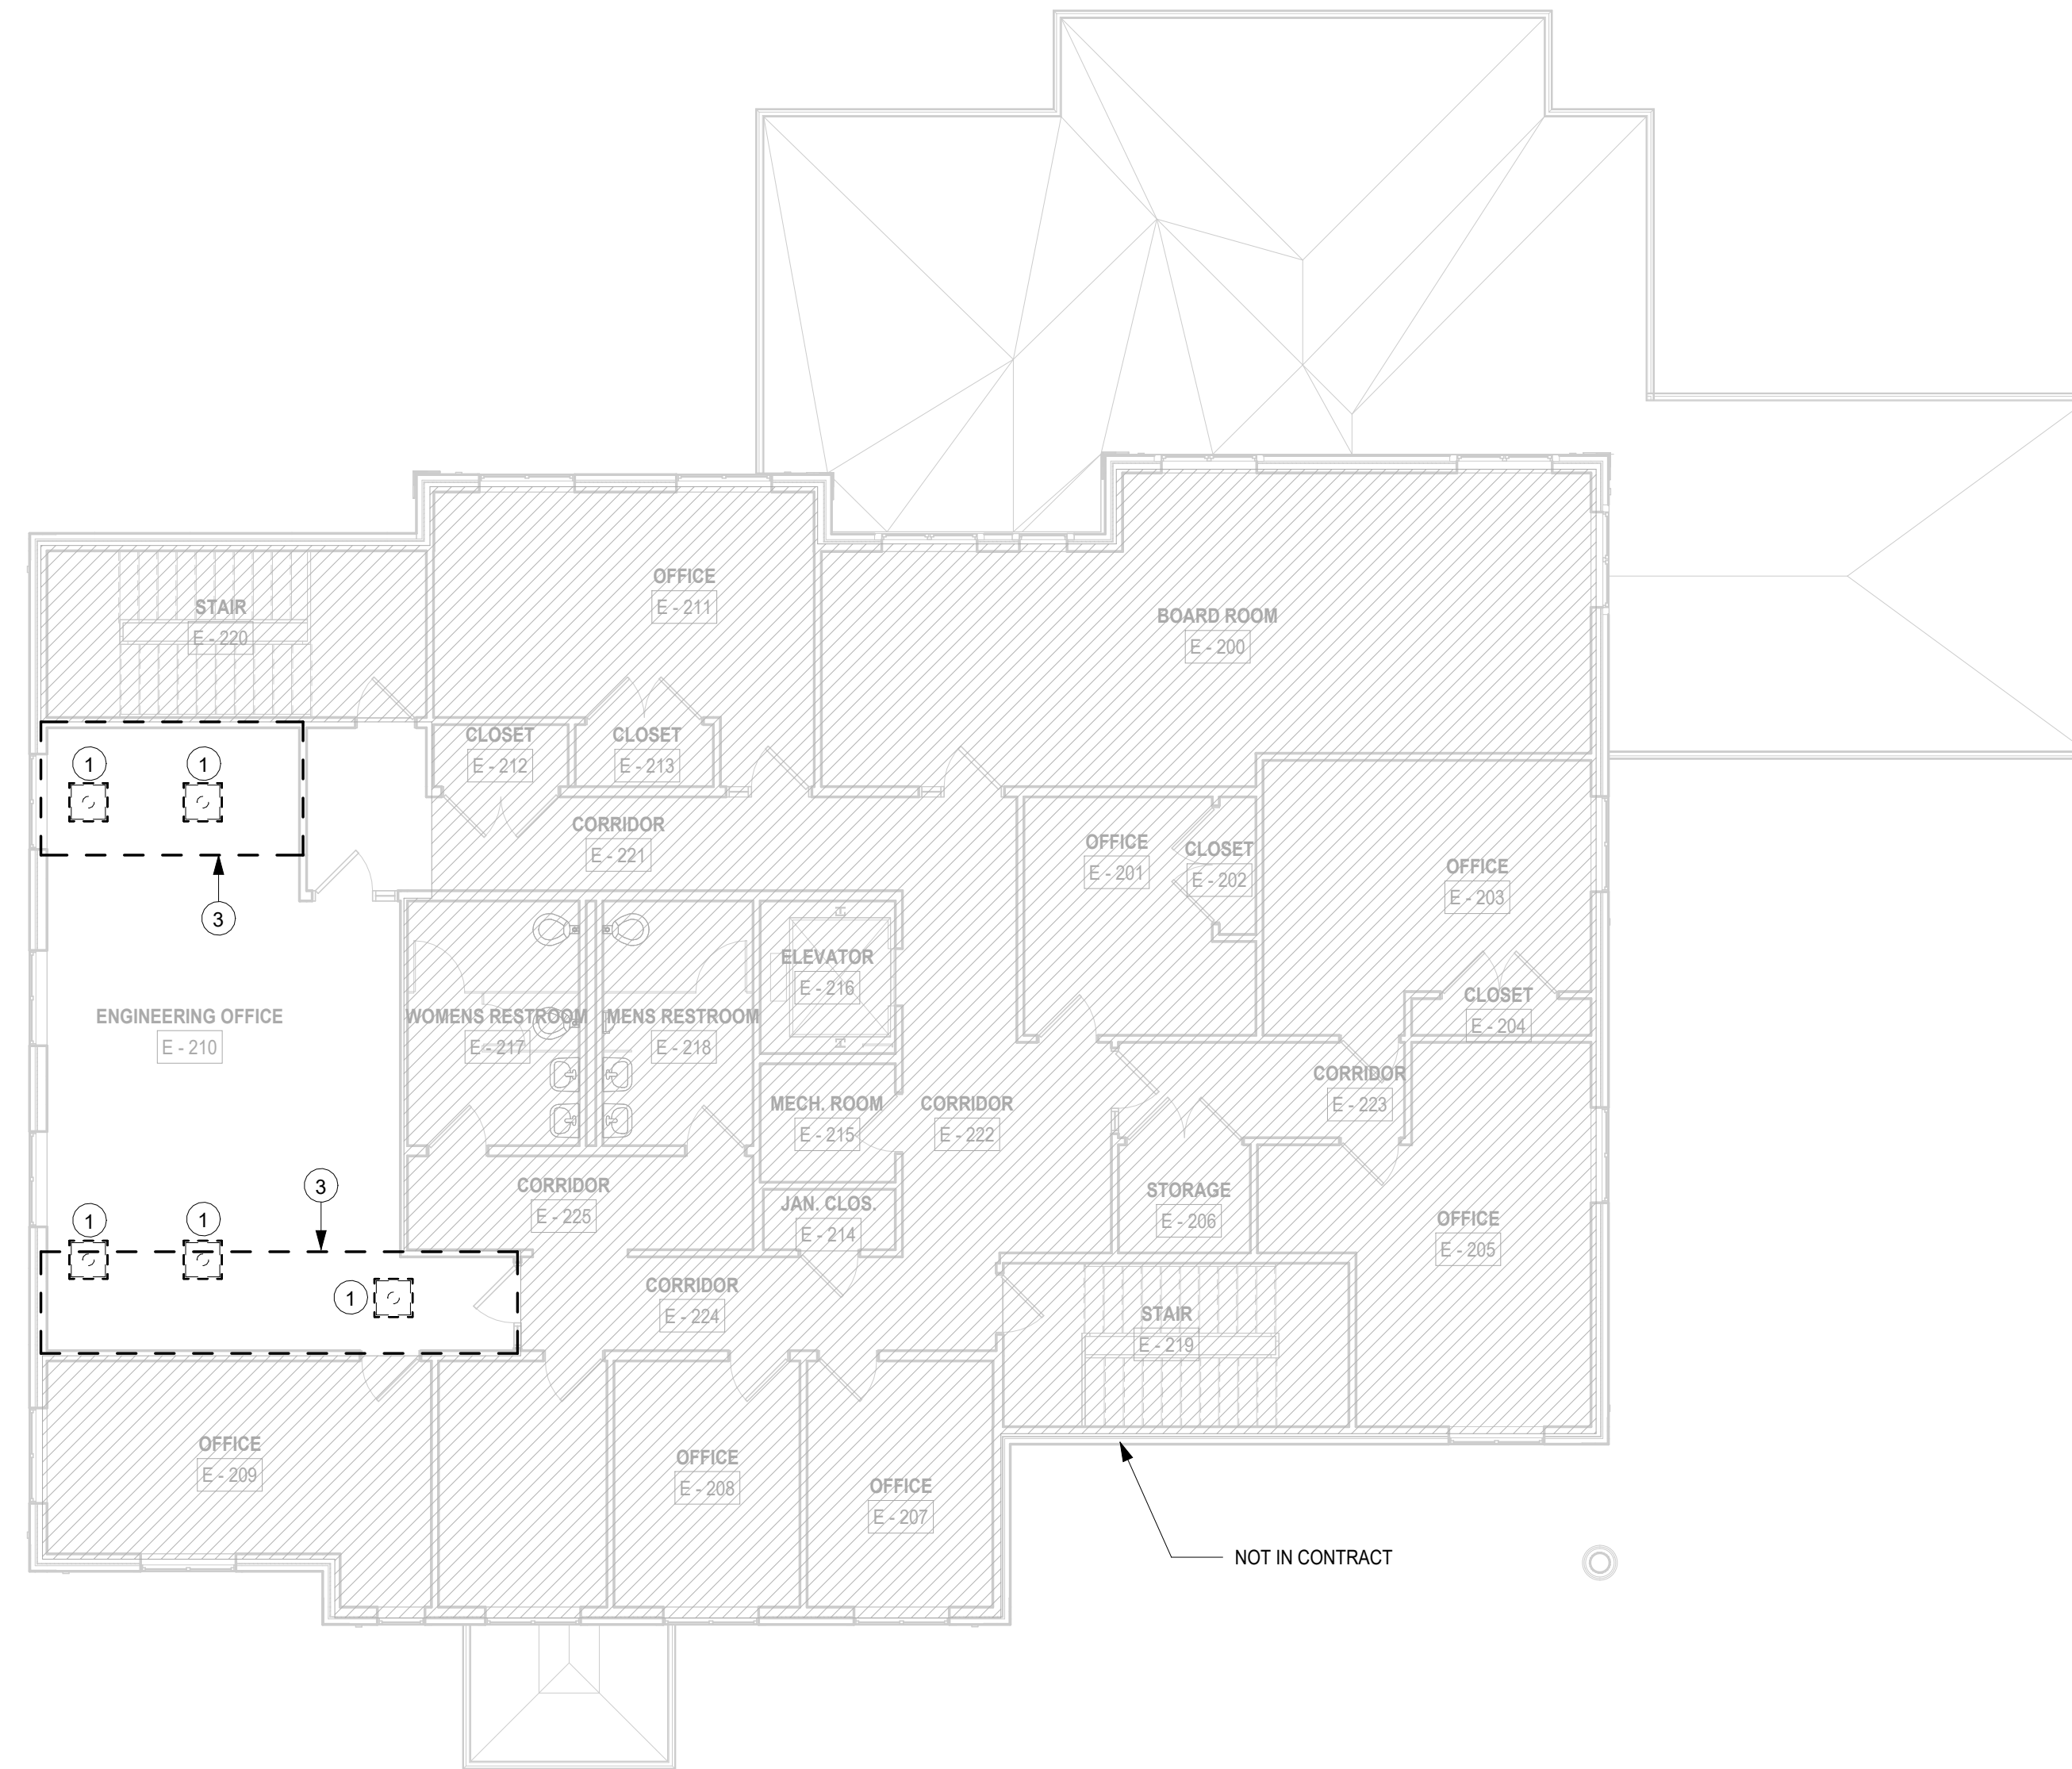 OFFICE
E - 211
STAIR
E - 220
BOARD ROOM
E - 200
CLOSET
E - 212
CLOSET
E - 213
1
1
CORRIDOR
E - 221
OFFICE
E - 201
CLOSET
E - 202
OFFICE
E - 203
3
ELEVATOR
E - 216
CLOSET
E - 204
ENGINEERING OFFICE
E - 210
WOMENS RESTROOM
E - 217
MENS RESTROOM
E - 218
CORRIDOR
E - 223
MECH. ROOM
E - 215
CORRIDOR
E - 222
3
CORRIDOR
E - 225
JAN. CLOS.
E - 214
STORAGE
E - 206
OFFICE
E - 205
1
1
1
CORRIDOR
E - 224
STAIR
E - 219
OFFICE
E - 209
OFFICE
E - 208
OFFICE
E - 207
NOT IN CONTRACT